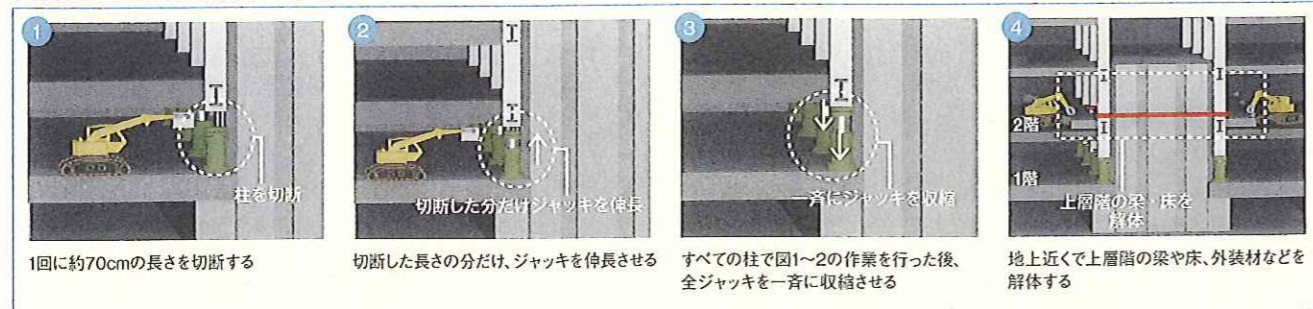 1
柱を切断
1回に約70cmの長さを切断する
2
切断した分だけジャッキを伸長
切断した長さの分だけ、ジャッキを伸長させる
3
一斉にジャッキを収縮
すべての柱で図1〜2の作業を行った後、
全ジャッキを一斉に収縮させる
4
2階
1階
上層階の梁・床を
解体
地上近くで上層階の梁や床、外装材などを
解体する